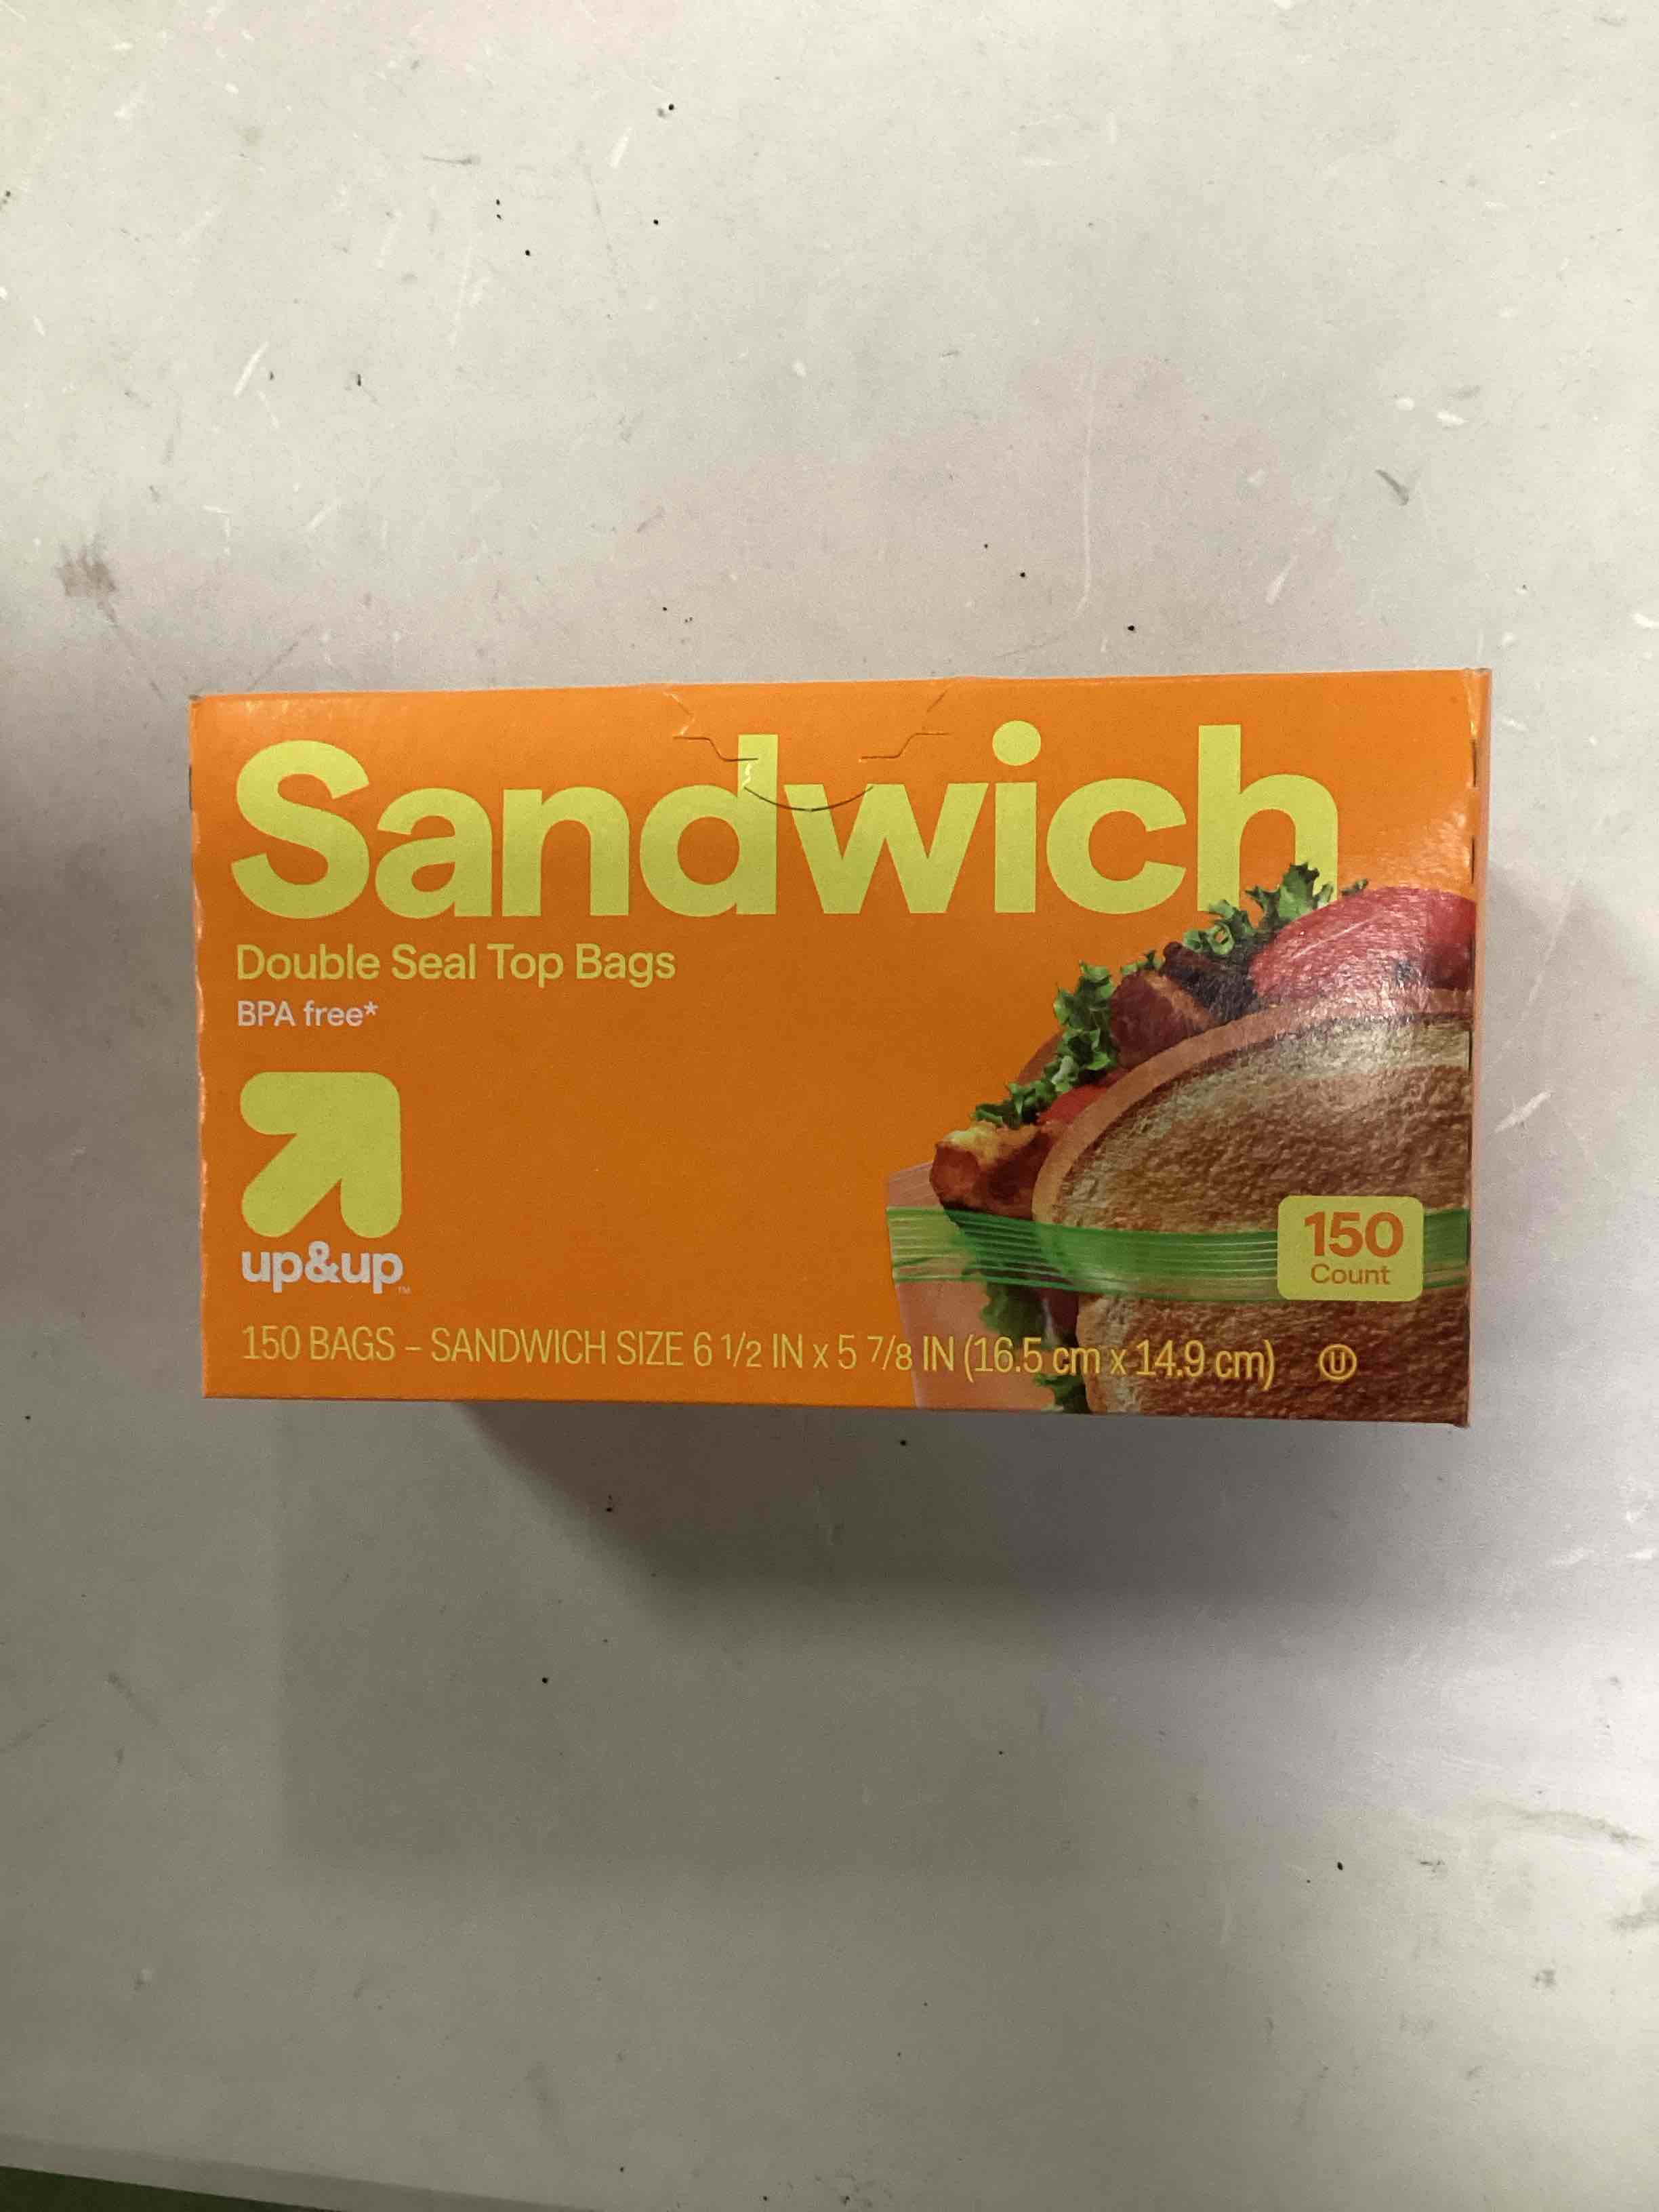 Sandwich
Double Seal Top Bags
BPA free*
up&up™
150
Count
150 BAGS – SANDWICH SIZE 6 1/2 IN x 5 7/8 IN (16.5 cm x 14.9 cm) Ⓤ